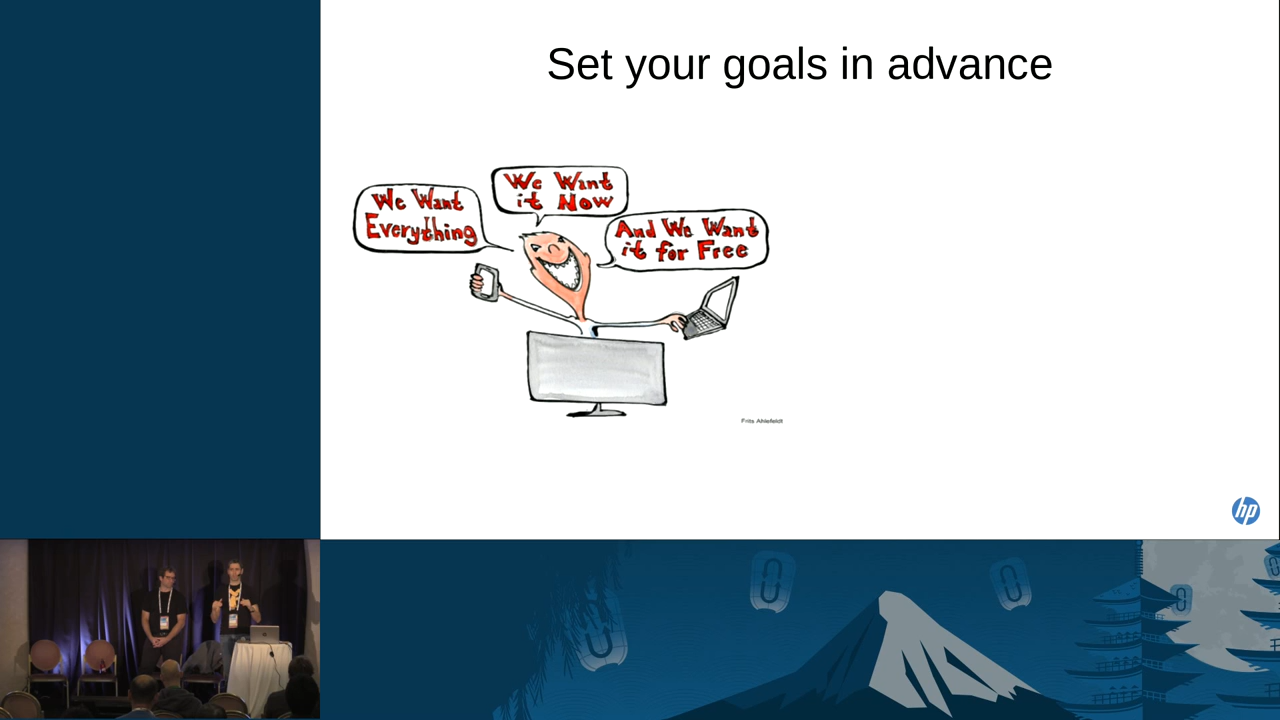 Set your goals in advance
We Want
Everything
We Want
it Now
And We Want
it for Free
Frits Ahlefeldt
hp